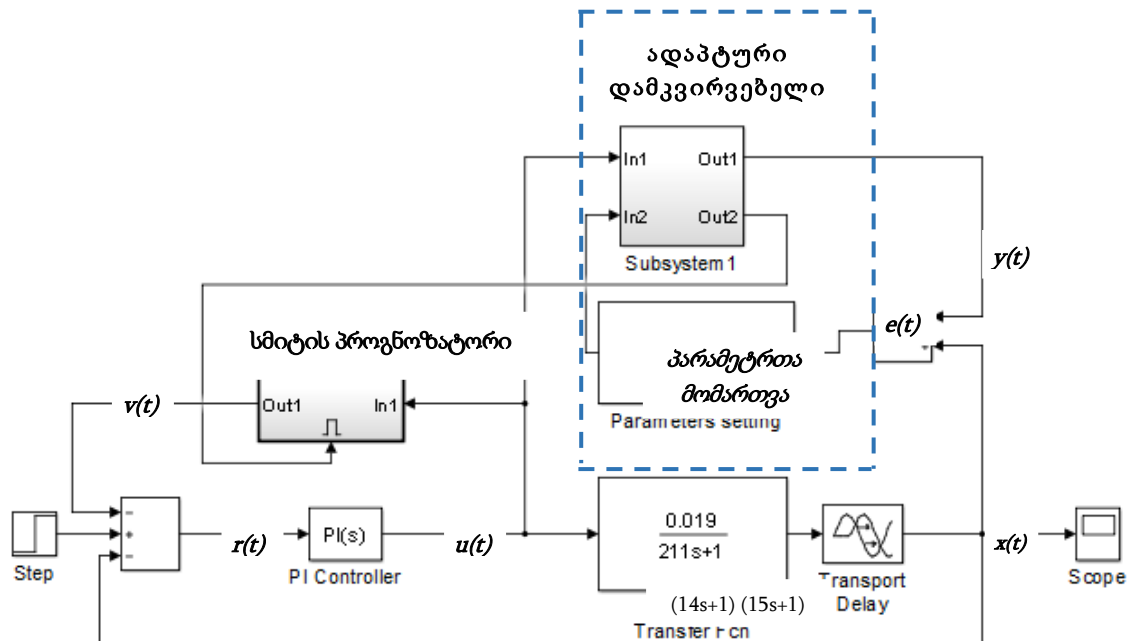 ადაპტური
დამკვირვებელი
In1 Out1
In2 Out2
Subsystem1
y(t)
e(t)
სმიტის პროგნოზატორი
პარამეტრთა
მომართვა
Parameters setting
v(t)
Out1 In1
Step
r(t)
PI(s)
PI Controller
u(t)
0.019
211s+1
(14s+1) (15s+1)
Transfer Fcn
Transport
Delay
x(t)
Scope